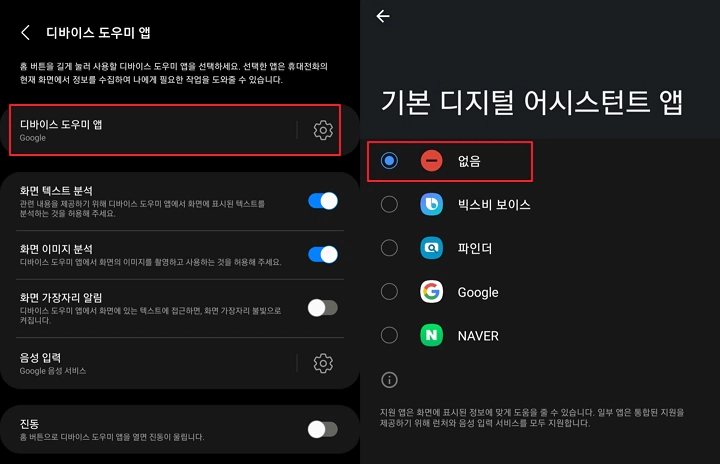 디바이스 도우미 앱
홈 버튼을 길게 눌러 사용할 디바이스 도우미 앱을 선택하세요. 선택한 앱은 휴대전화의
현재 화면에서 정보를 수집하여 나에게 필요한 작업을 도와줄 수 있습니다.
디바이스 도우미 앱
Google
화면 텍스트 분석
관련 내용을 제공하기 위해 디바이스 도우미 앱에서 화면에 표시된 텍스트를
분석하는 것을 허용해 주세요.
화면 이미지 분석
디바이스 도우미 앱에서 화면의 이미지를 촬영하고 사용하는 것을 허용해 주세요.
화면 가장자리 알림
디바이스 도우미 앱에서 화면에 있는 텍스트에 접근하면, 화면 가장자리 불빛으로
켜집니다.
음성 입력
Google 음성 서비스
진동
홈 버튼으로 디바이스 도우미 앱을 열면 진동이 울립니다.
기본 디지털 어시스턴트 앱
없음
빅스비 보이스
파인더
Google
NAVER
지원 앱은 화면에 표시된 정보에 맞게 도움을 줄 수 있습니다. 일부 앱은 통합된 지원을
제공하기 위해 런처와 음성 입력 서비스를 모두 지원합니다.